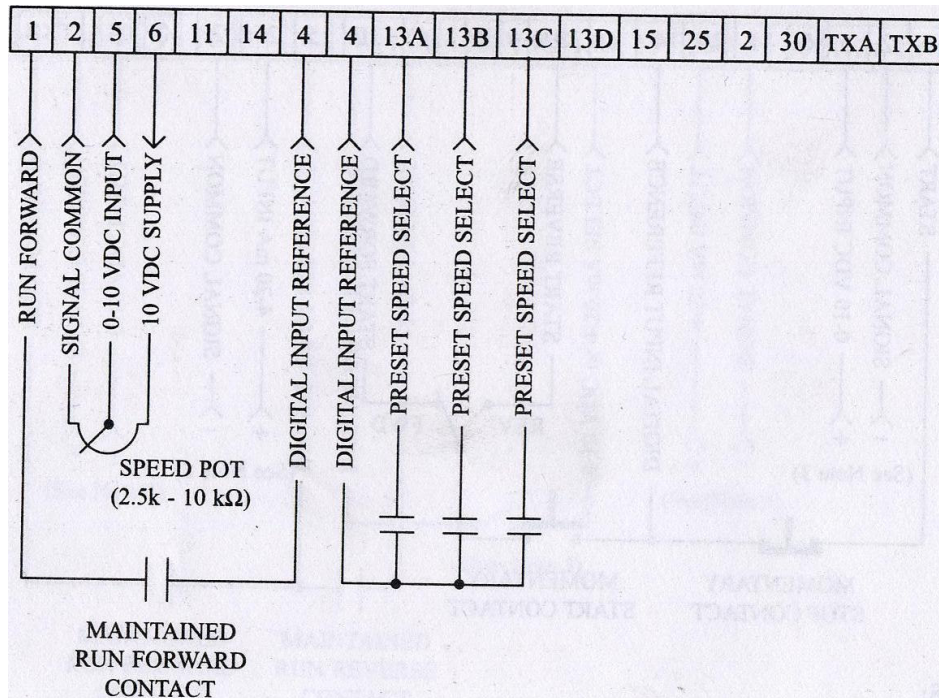 1 2 5 6 11 14 4 4 13A 13B 13C 13D 15 25 2 30 TXA TXB
RUN FORWARD
SIGNAL COMMON
0-10 VDC INPUT
10 VDC SUPPLY
DIGITAL INPUT REFERENCE
DIGITAL INPUT REFERENCE
PRESET SPEED SELECT
PRESET SPEED SELECT
PRESET SPEED SELECT
SPEED POT
(2.5k - 10 kΩ)
MAINTAINED
RUN FORWARD
CONTACT